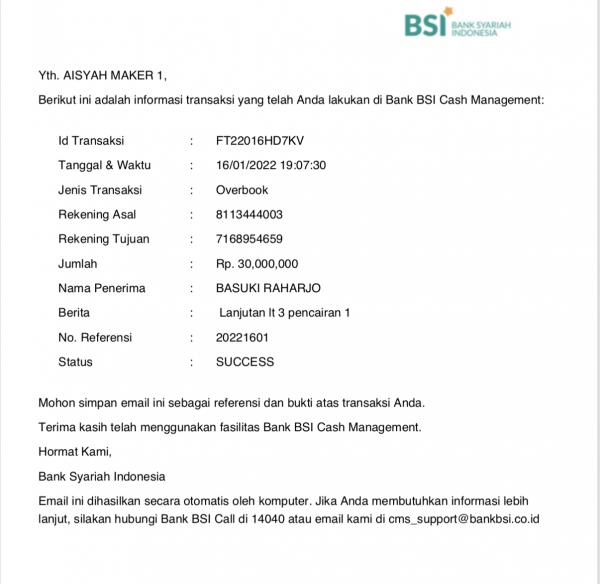 BSI BANK SYARIAH
INDONESIA
Yth. AISYAH MAKER 1,
Berikut ini adalah informasi transaksi yang telah Anda lakukan di Bank BSI Cash Management:
Id Transaksi : FT22016HD7KV
Tanggal & Waktu : 16/01/2022 19:07:30
Jenis Transaksi : Overbook
Rekening Asal : 8113444003
Rekening Tujuan : 7168954659
Jumlah : Rp. 30,000,000
Nama Penerima : BASUKI RAHARJO
Berita : Lanjutan lt 3 pencairan 1
No. Referensi : 20221601
Status : SUCCESS
Mohon simpan email ini sebagai referensi dan bukti atas transaksi Anda.
Terima kasih telah menggunakan fasilitas Bank BSI Cash Management.
Hormat Kami,
Bank Syariah Indonesia
Email ini dihasilkan secara otomatis oleh komputer. Jika Anda membutuhkan informasi lebih
lanjut, silakan hubungi Bank BSI Call di 14040 atau email kami di cms_support@bankbsi.co.id